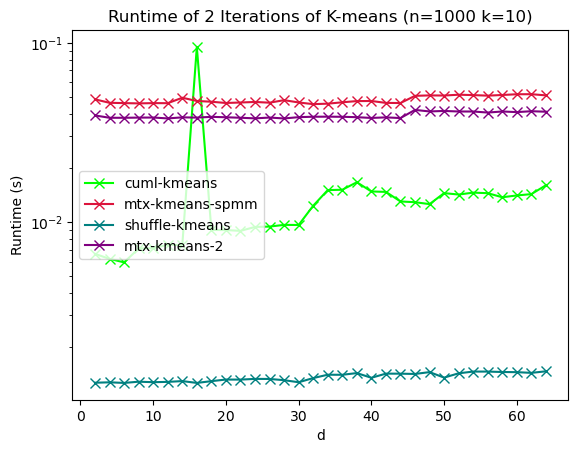 Runtime of 2 Iterations of K-means (n=1000 k=10)
10⁻¹
10⁻²
Runtime (s)
cuml-kmeans
mtx-kmeans-spmm
shuffle-kmeans
mtx-kmeans-2
0 10 20 30 40 50 60
d